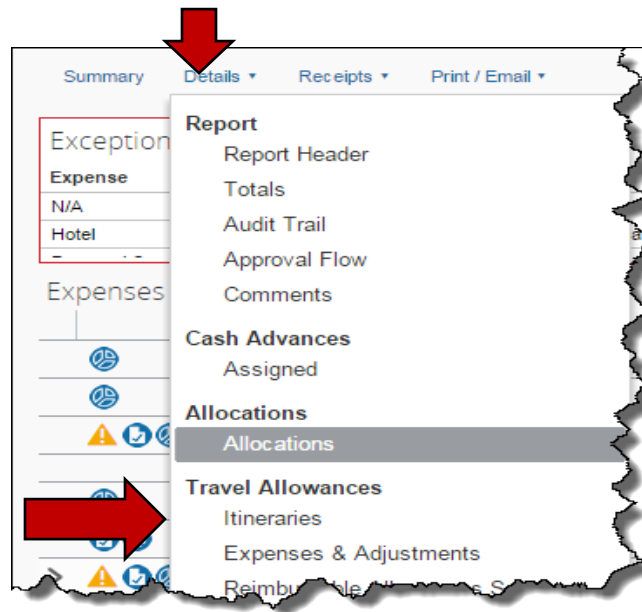 Summary Details Receipts Print / Email
Exception
Expense
N/A
Hotel
Report
Report Header
Totals
Audit Trail
Approval Flow
Comments
Cash Advances
Assigned
Allocations
Allocations
Travel Allowances
Itineraries
Expenses & Adjustments
Expenses